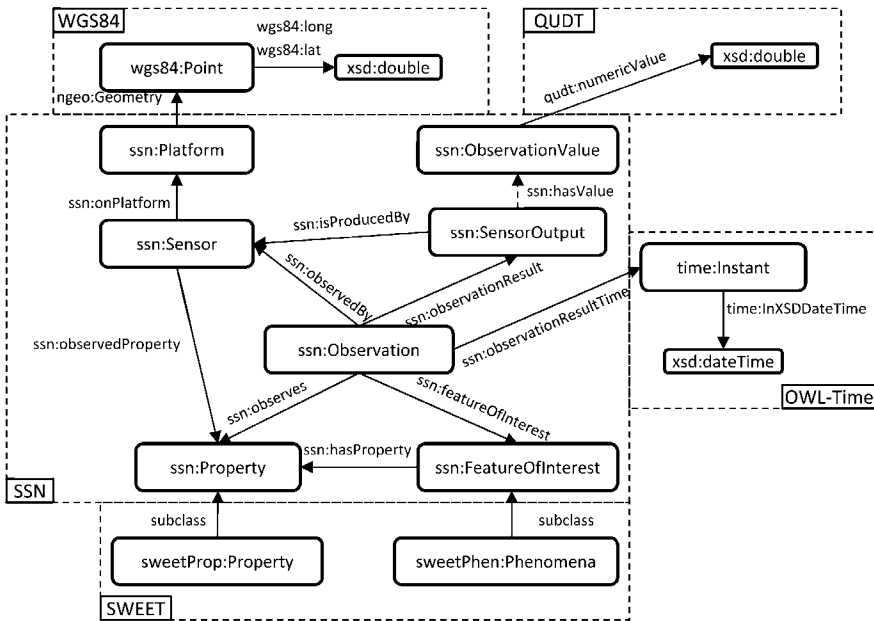 WGS84
QUDT
wgs84:long
wgs84:lat
wgs84:Point
xsd:double
xsd:double
qudt:numericValue
ngeo:Geometry
ssn:Platform
ssn:ObservationValue
ssn:onPlatform
ssn:hasValue
ssn:Sensor
ssn:isProducedBy
ssn:SensorOutput
time:Instant
ssn:observedBy
ssn:observationResult
ssn:observationResultTime
time:InXSDDateTime
ssn:observedProperty
ssn:Observation
xsd:dateTime
OWL-Time
ssn:observes
ssn:featureOfInterest
ssn:hasProperty
ssn:Property
ssn:FeatureOfInterest
SSN
subclass
subclass
sweetProp:Property
sweetPhen:Phenomena
SWEET